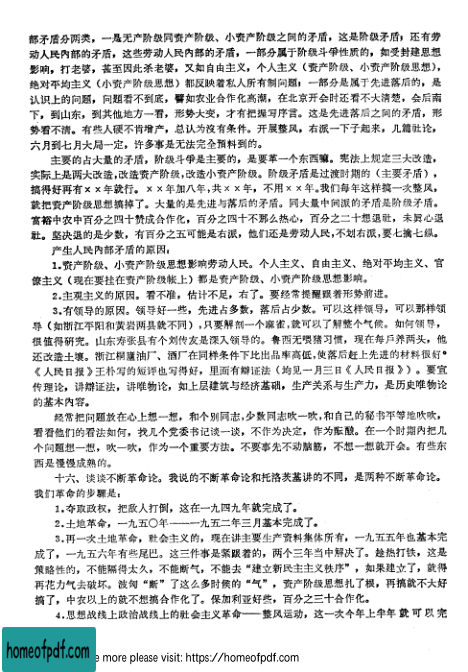 部矛盾分两类，一是无产阶级同资产阶级、小资产阶级之间的矛盾，这是阶级矛盾；还有劳
动人民内部的矛盾，这些劳动人民内部的矛盾，一部分属于阶级斗争性质的，如受封建思想
影响，打老婆，甚至因此杀老婆，又如自由主义，个人主义（资产阶级、小资产阶级思想），
绝对平均主义（小资产阶级思想）都反映着私人所有制问题；一部分是属于先进落后的，是
认识上的问题，问题看不到底，譬如农业合作化高潮，在北京开会时还看不大清楚，会后南
下，到山东，到其他地方一看，形势大变，才有把握写序言。这是先进落后之间的矛盾，形
势看不清。有些人硬不肯增产，总认为没有条件。开展整风，右派一下子起来，几篇社论，
六月到七月大局一定，许多事是无法完全预料到的。
主要的占大量的矛盾，阶级斗争是主要的，是要革一个东西嘛。宪法上规定三大改造，
实际上是两大改造，改造资产阶级，改造小资产阶级。阶级矛盾是过渡时期的（主要矛盾），
搞得好再有××年就行。××年加八年，共××年，不用××年。我们每年这样搞一次整风，
就把资产阶级思想搞掉了。大量的是先进与落后的矛盾。同大量中间派的矛盾是阶级矛盾。
富裕中农中百分之四十赞成合作化，百分之四十不那么热心，百分之二十想退社，未真心退
社。坚决退的是少数，有百分之五可能是右派，他们还是劳动人民，不划右派，要七擒七纵。
产生人民内部矛盾的原因：
1.资产阶级、小资产阶级思想影响劳动人民。个人主义、自由主义、绝对平均主义、官
僚主义（现在要挂在资产阶级帐上）都是资产阶级、小资产阶级思想影响。
2.主观主义的原因。看不准，估计不足，右了。要经常提醒跟着形势前进。
3.有领导的原因。领导好一些，先进占多数，落后占少数。可以这样领导，可以那样领
导（如浙江平阳和黄岩两县就不同），只要解剖一个麻雀，就可以了解整个气候。如何领导，
很值得研究。山东寿张县有个刘传友是深入领导的。鲁西无喂猪习惯，现在每户养两头，他
还改造土壤。浙江桐庐油厂、酒厂在同样条件下比出品率高低，使落后赶上先进的材料很好。
《人民日报》王朴写的短评也写得好，里面有辩证法（均见一月三日《人民日报》）。要宣
传理论，讲辩证法，讲唯物论，如上层建筑与经济基础，生产关系与生产力，是历史唯物论
的基本内容。
经常把问题放在心上想一想，和个别同志，少数同志吹一吹，和自己的秘书平等地吹吹，
看看他们的看法如何，找几个党委书记谈一谈，不作为决定，作为酝酿。在一个时期内把几
个问题想一想，吹一吹，作为一个重要方法。不要事先不动脑筋，不想一想就开会。有些东
西是慢慢成熟的。
十六、谈谈不断革命论。我说的不断革命论和托洛茨基讲的不同，是两种不断革命论。
我们革命的步骤是：
1.夺取政权，把敌人打倒，这在一九四九年就完成了。
2.土地革命，一九五〇年——一九五二年三月基本完成了。
3.再一次土地革命，社会主义的，现在讲主要生产资料集体所有，一九五五年也基本完
成了，一九五六年有些尾巴。这三件事是紧跟着的，两个三年当中解决了。趁热打铁，这是
策略性的，不能隔得太久，不能断气，不能去“建立新民主主义秩序”，如果建立了，就得
再花力气去破坏。波匈“断”了这么多时候的“气”，资产阶级思想扎了根，再搞就不大好
搞了，中农以上的就不想搞合作化了。保加利亚好些，百分之三十合作化。
4.思想战线上政治战线上的社会主义革命——整风运动，这一次今年上半年就可以完
homeofpdf.com
e more please visit: https://homeofpdf.com